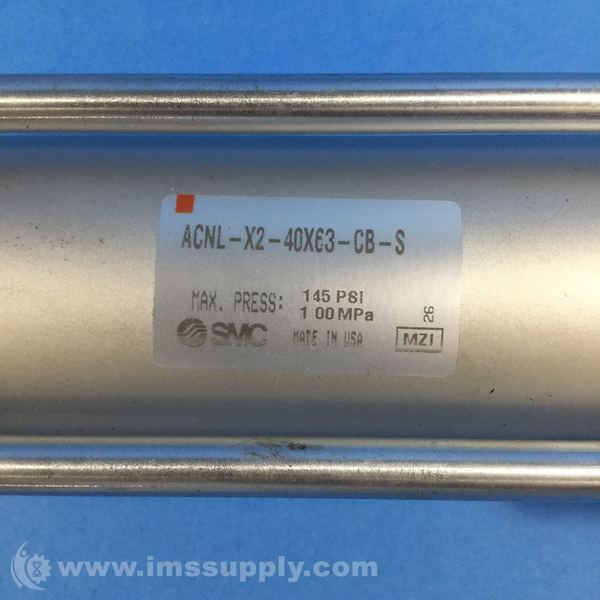 ACNL-X2-40X63-CB-S
MAX. PRESS: 145 PSI
1.00 MPa
SMC MADE IN USA MZI 26
www.imssupply.com